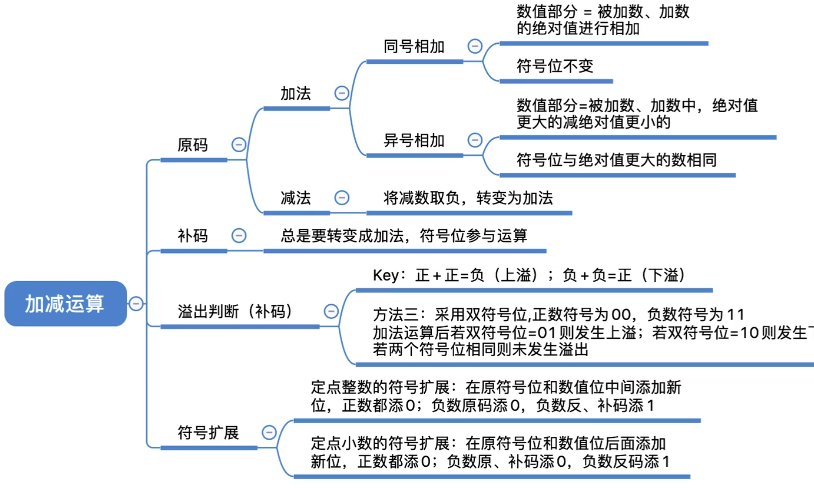 数值部分 = 被加数、加数
的绝对值进行相加
同号相加
符号位不变
加法
数值部分=被加数、加数中，绝对值
更大的减绝对值更小的
异号相加
原码
符号位与绝对值更大的数相同
减法
将减数取负，转变为加法
补码
总是要转变成加法，符号位参与运算
Key：正+正=负（上溢）；负+负=正（下溢）
加减运算
溢出判断（补码）
方法三：采用双符号位,正数符号为00，负数符号为11
加法运算后若双符号位=01则发生上溢；若双符号位=10则发生
若两个符号位相同则未发生溢出
定点整数的符号扩展：在原符号位和数值位中间添加新
位，正数都添0；负数原码添0，负数反、补码添1
符号扩展
定点小数的符号扩展：在原符号位和数值位后面添加
新位，正数都添0；负数原、补码添0，负数反码添1